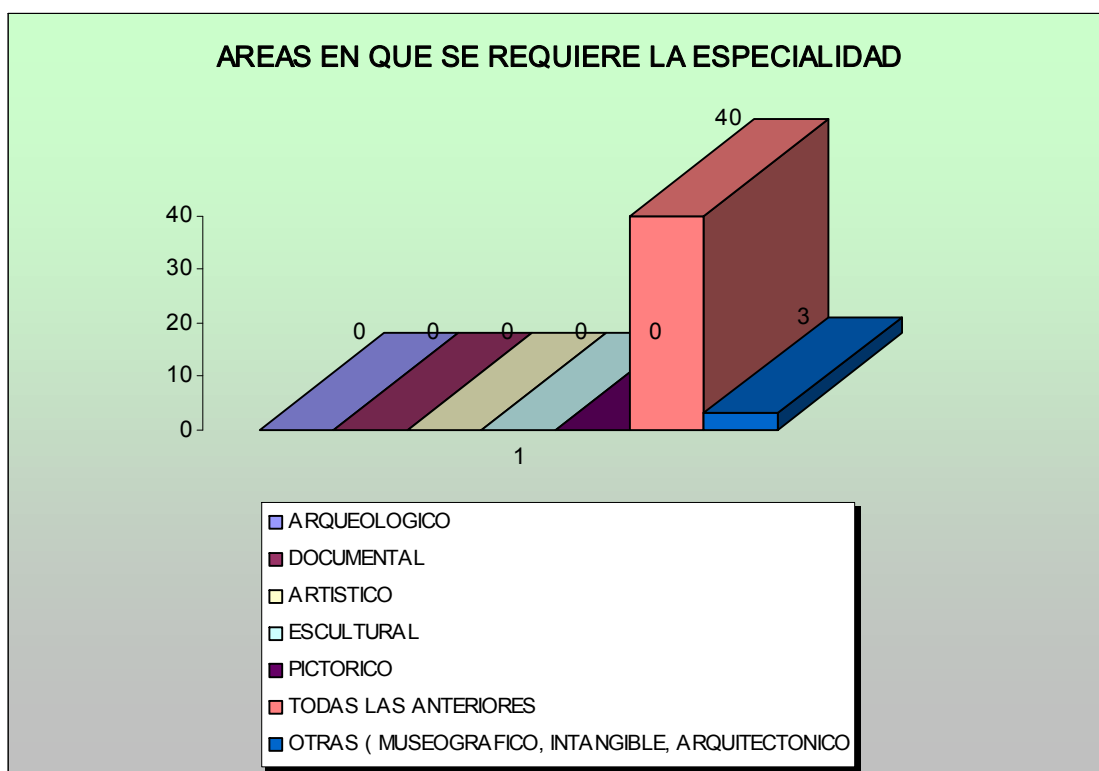 AREAS EN QUE SE REQUIERE LA ESPECIALIDAD
40
40
30
20
10
0
0 0 0 0 0 3
1
ARQUEOLOGICO
DOCUMENTAL
ARTISTICO
ESCULTURAL
PICTORICO
TODAS LAS ANTERIORES
OTRAS ( MUSEOGRAFICO, INTANGIBLE, ARQUITECTONICO